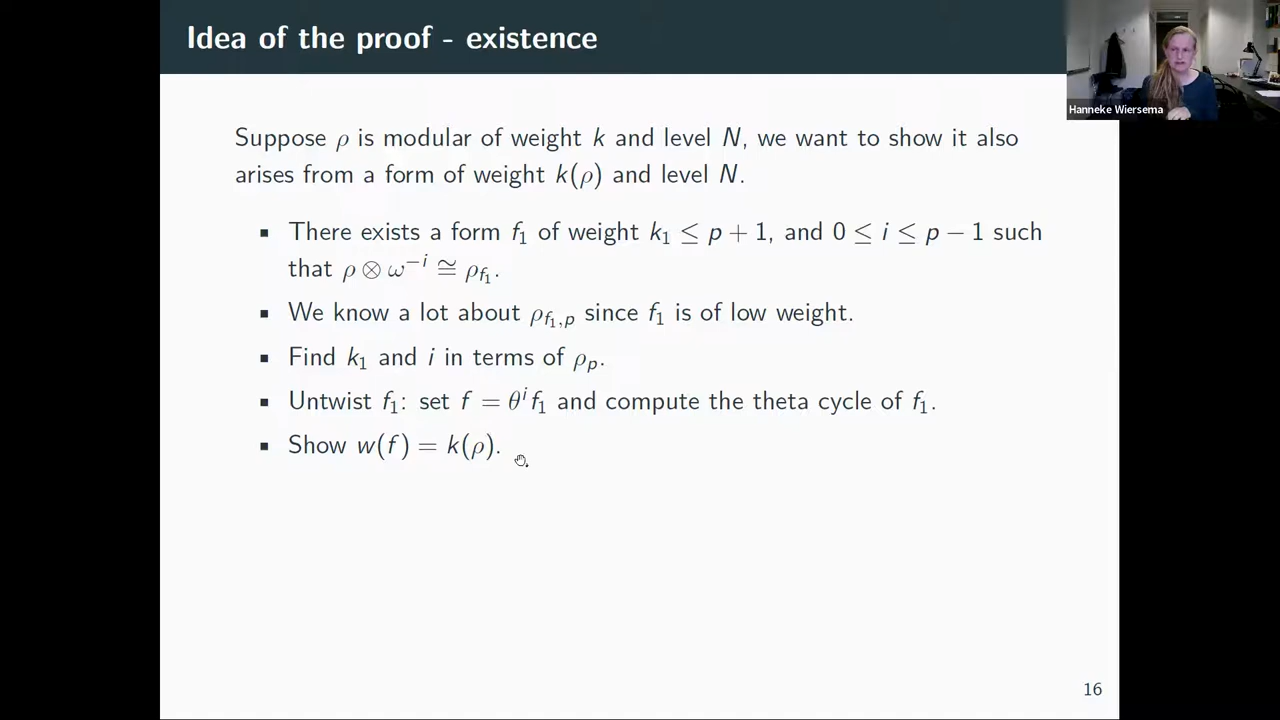 Idea of the proof - existence
Hanneke Wiersema
Suppose ρ is modular of weight k and level N, we want to show it also
arises from a form of weight k(ρ) and level N.
▪ There exists a form f₁ of weight k₁ ≤ p + 1, and 0 ≤ i ≤ p − 1 such
that ρ ⊗ ω⁻ⁱ ≅ ρ_{f₁}.
▪ We know a lot about ρ_{f₁,p} since f₁ is of low weight.
▪ Find k₁ and i in terms of ρₚ.
▪ Untwist f₁: set f = θⁱf₁ and compute the theta cycle of f₁.
▪ Show w(f) = k(ρ).
16